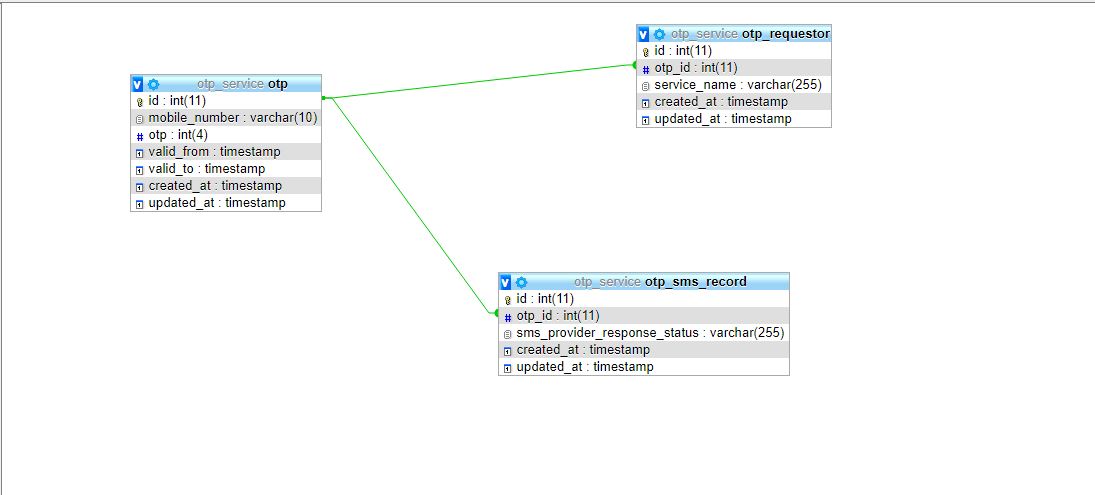 otp_service otp
id : int(11)
mobile_number : varchar(10)
otp : int(4)
valid_from : timestamp
valid_to : timestamp
created_at : timestamp
updated_at : timestamp
otp_service otp_requestor
id : int(11)
otp_id : int(11)
service_name : varchar(255)
created_at : timestamp
updated_at : timestamp
otp_service otp_sms_record
id : int(11)
otp_id : int(11)
sms_provider_response_status : varchar(255)
created_at : timestamp
updated_at : timestamp